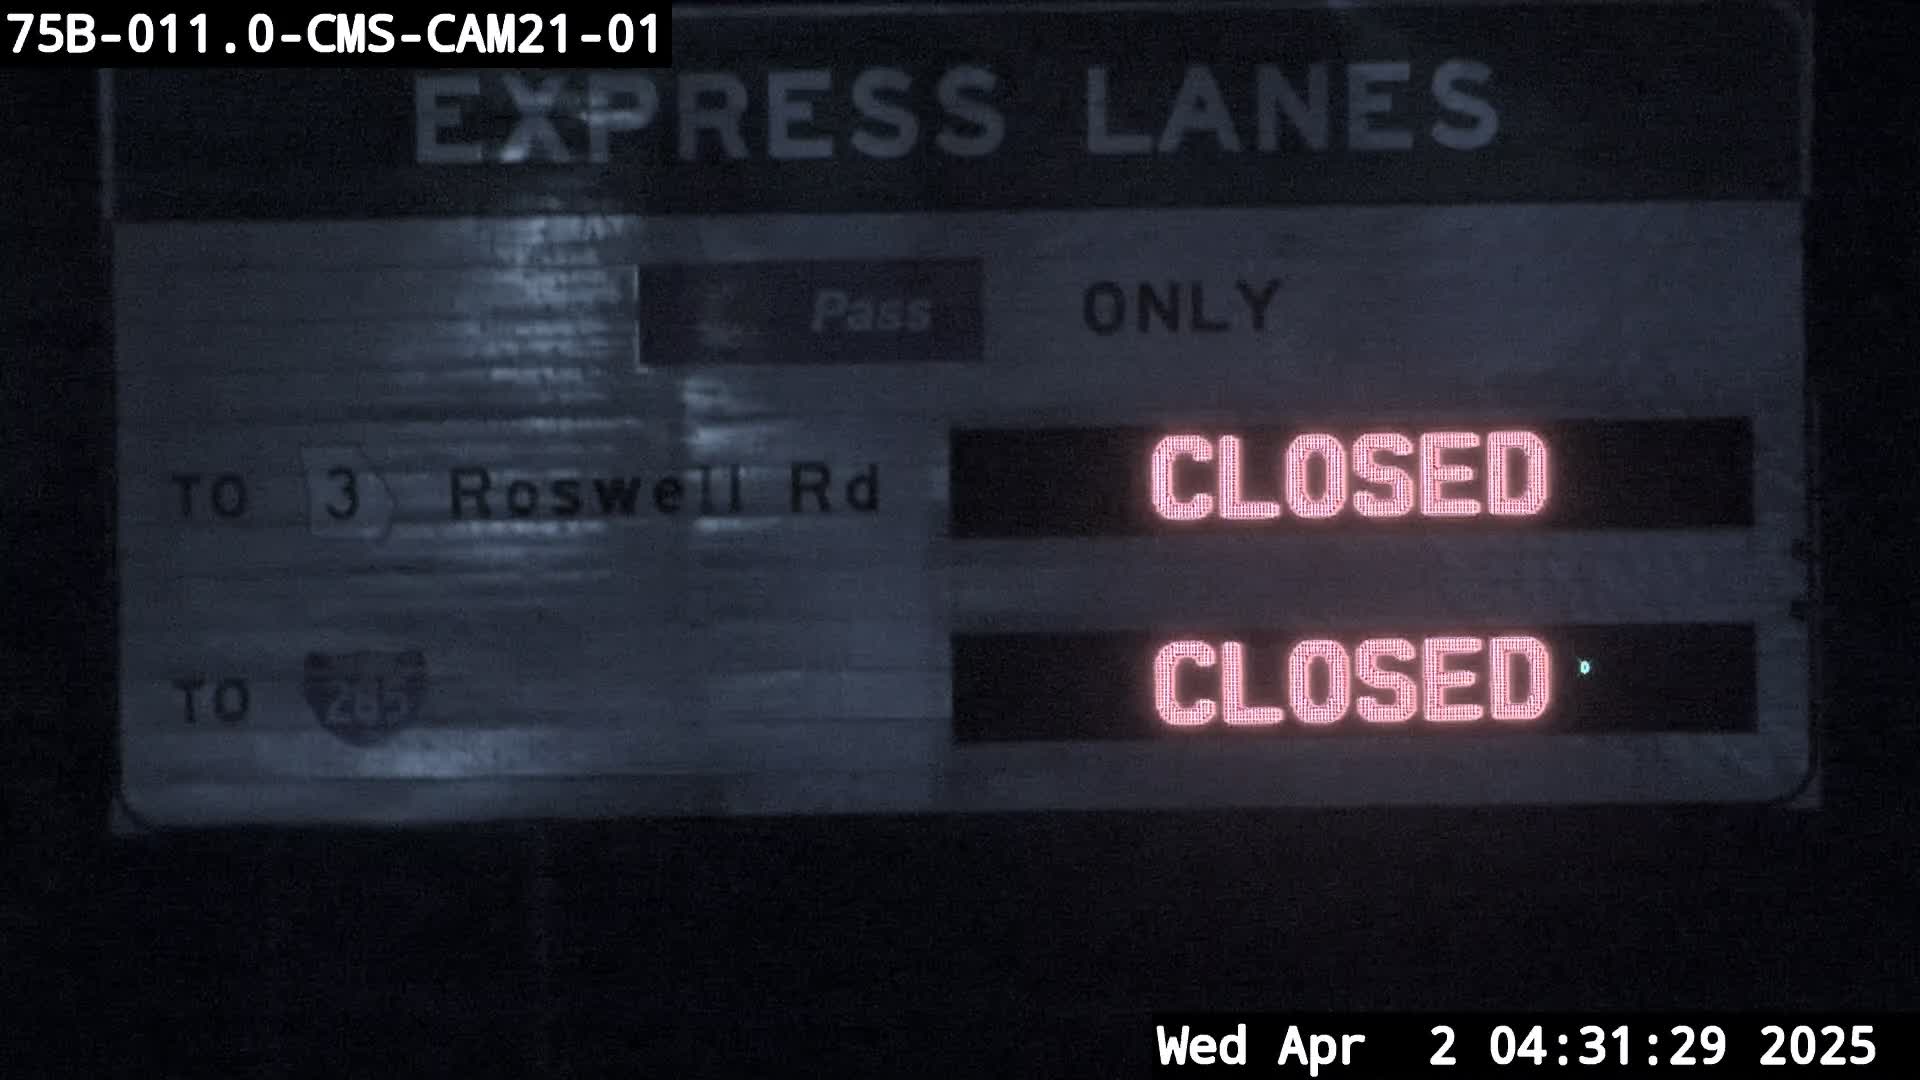 75B-011.0-CMS-CAM21-01
EXPRESS LANES
Pass ONLY
TO 3 Roswell Rd CLOSED
TO 285 CLOSED
Wed Apr 2 04:31:29 2025